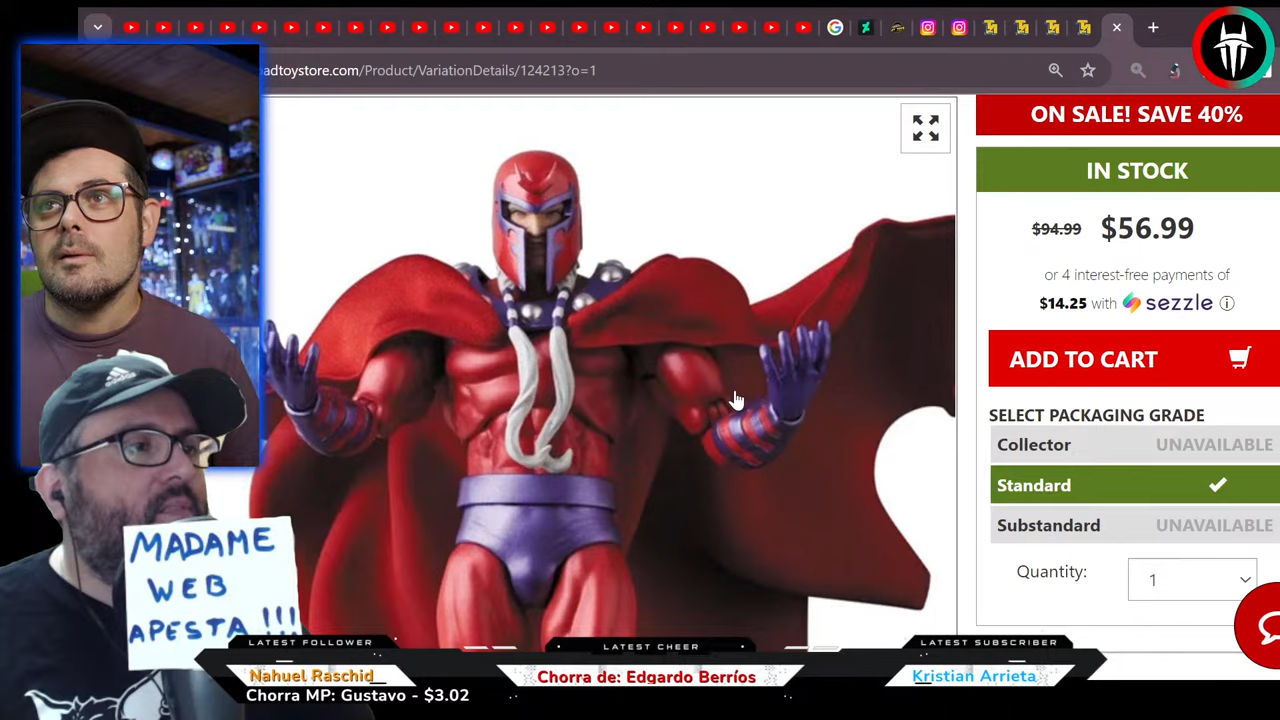 adtoystore.com/Product/VariationDetails/124213?o=1
ON SALE! SAVE 40%
IN STOCK
$94.99 $56.99
or 4 interest-free payments of
$14.25 with sezzle
ADD TO CART
SELECT PACKAGING GRADE
Collector UNAVAILABLE
Standard
Substandard UNAVAILABLE
Quantity: 1
MADAME
WEB
APESTA!!!
LATEST FOLLOWER
Nahuel Raschid
LATEST CHEER
Chorra de: Edgardo Berríos
LATEST SUBSCRIBER
Kristian Arrieta
Chorra MP: Gustavo - $3.02